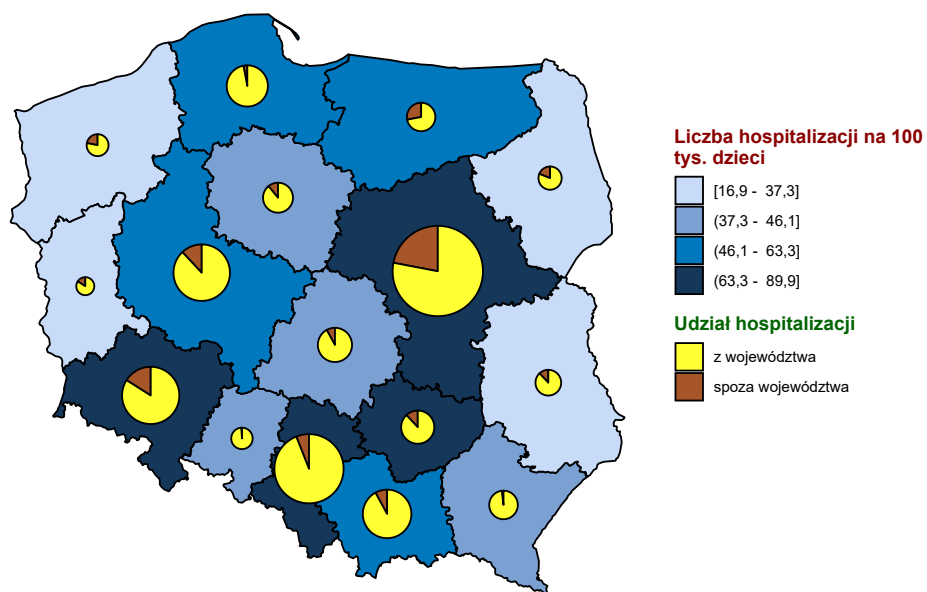 Liczba hospitalizacji na 100
tys. dzieci
[16,9 - 37,3]
(37,3 - 46,1]
(46,1 - 63,3]
(63,3 - 89,9]
Udział hospitalizacji
z województwa
spoza województwa